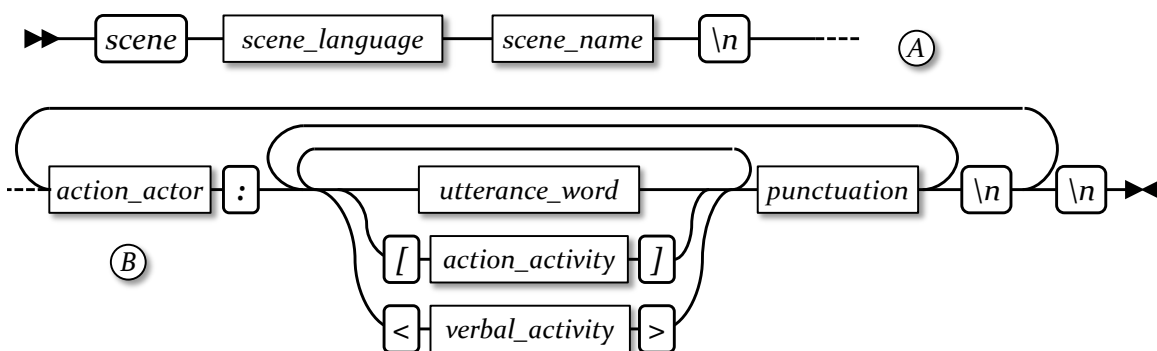 scene scene_language scene_name \n
A
action_actor : utterance_word punctuation \n \n
[ action_activity ]
B
< verbal_activity >